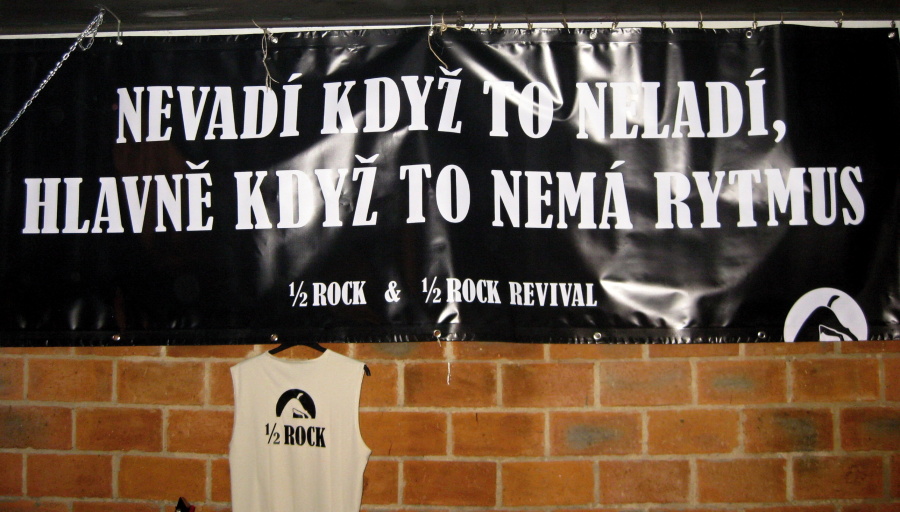 NEVADÍ KDYŽ TO NELADÍ,
HLAVNĚ KDYŽ TO NEMÁ RYTMUS
½ ROCK & ½ ROCK REVIVAL
½ ROCK